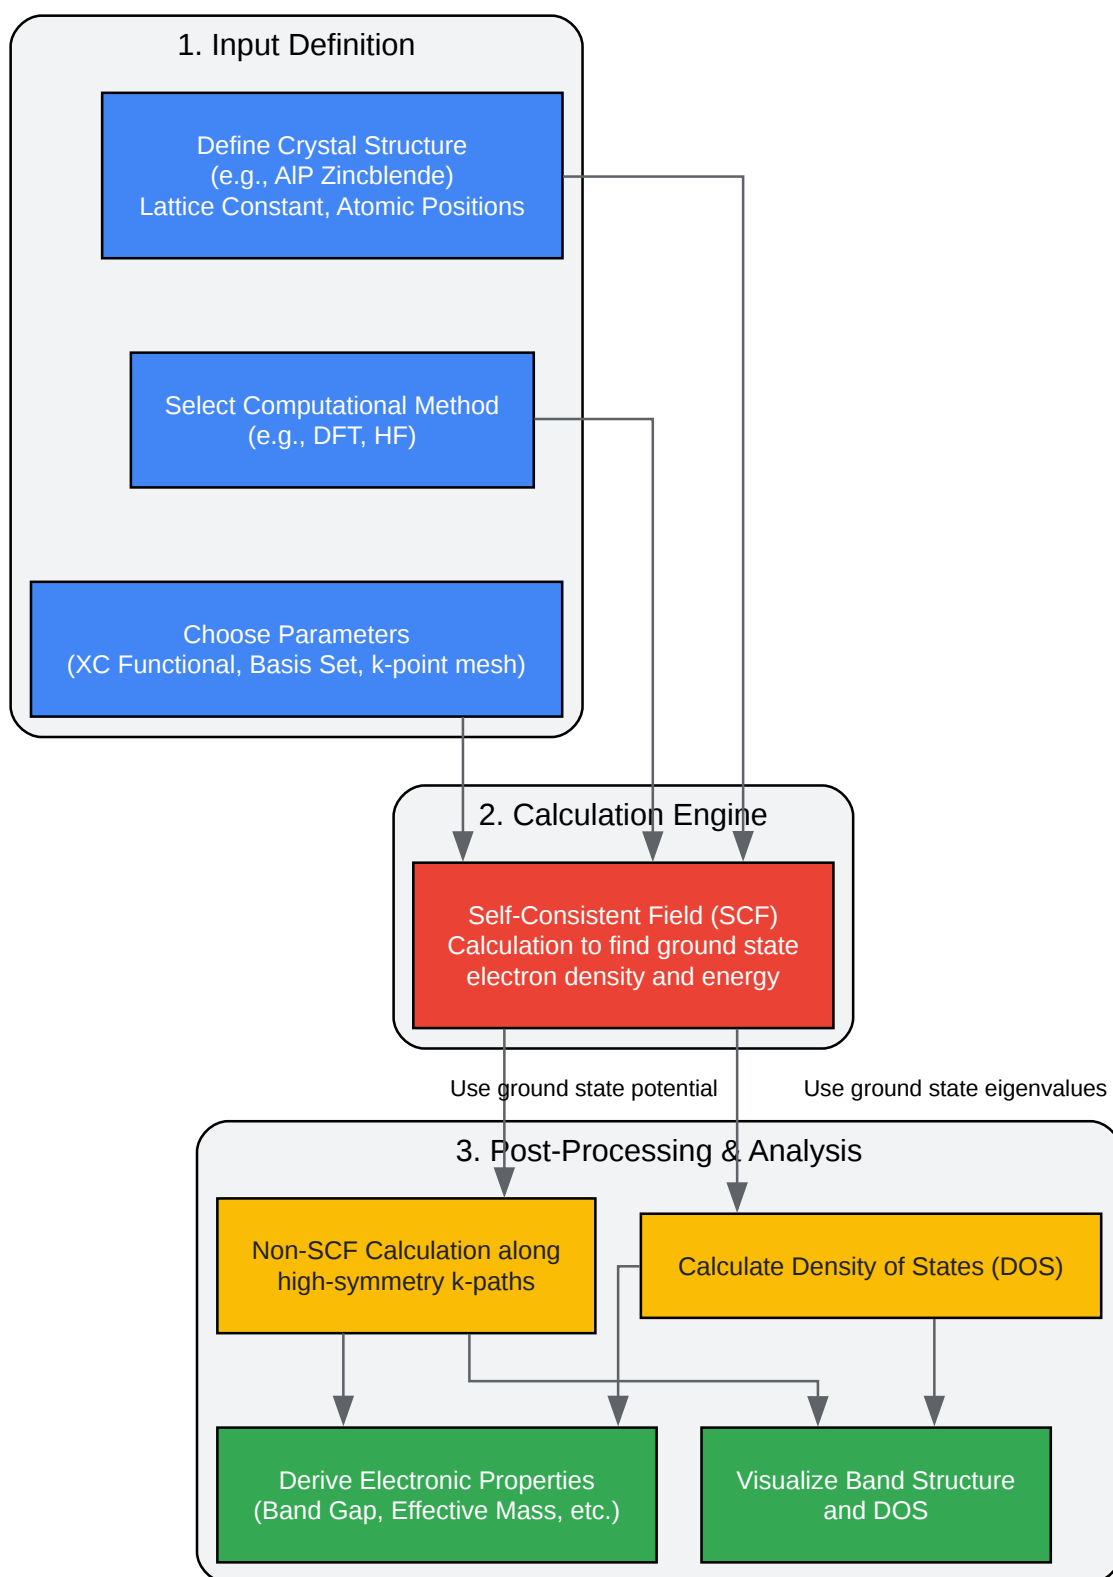 1. Input Definition
Define Crystal Structure
(e.g., AlP Zincblende)
Lattice Constant, Atomic Positions
Select Computational Method
(e.g., DFT, HF)
Choose Parameters
(XC Functional, Basis Set, k-point mesh)
2. Calculation Engine
Self-Consistent Field (SCF)
Calculation to find ground state
electron density and energy
Use ground state potential
Use ground state eigenvalues
3. Post-Processing & Analysis
Non-SCF Calculation along
high-symmetry k-paths
Calculate Density of States (DOS)
Derive Electronic Properties
(Band Gap, Effective Mass, etc.)
Visualize Band Structure
and DOS